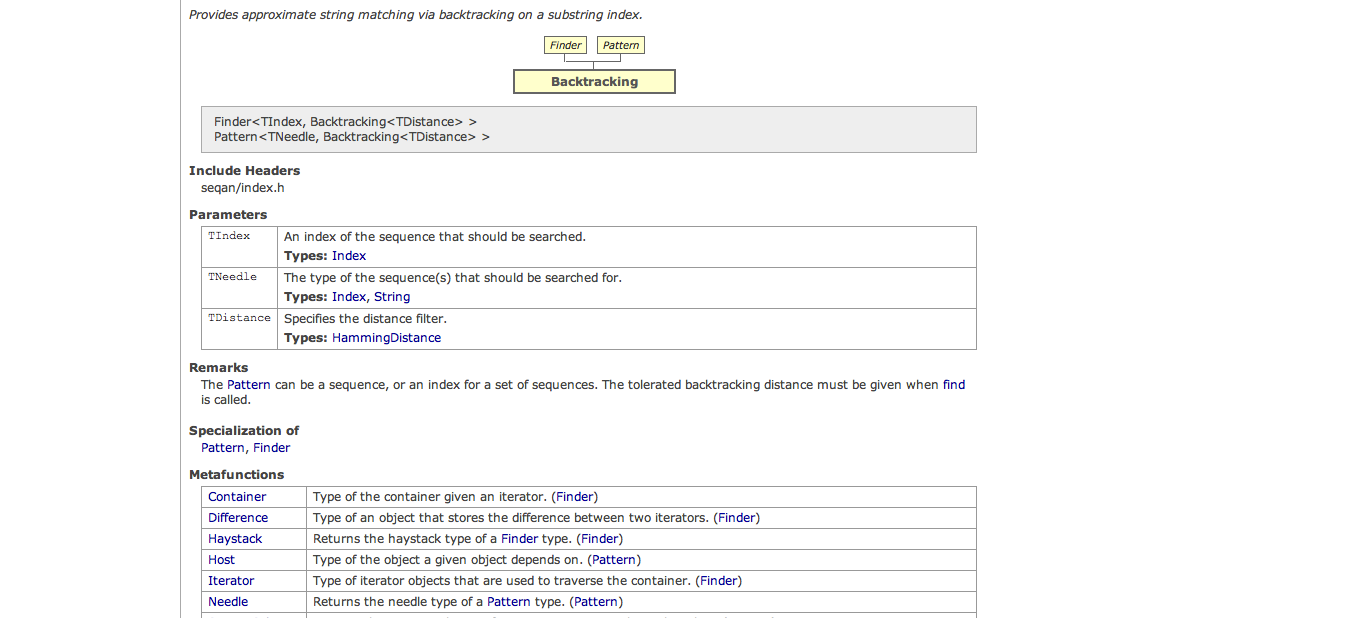 Provides approximate string matching via backtracking on a substring index.
Finder Pattern
Backtracking
Finder<TIndex, Backtracking<TDistance> >
Pattern<TNeedle, Backtracking<TDistance> >
Include Headers
seqan/index.h
Parameters
TIndex An index of the sequence that should be searched.
Types: Index
TNeedle The type of the sequence(s) that should be searched for.
Types: Index, String
TDistance Specifies the distance filter.
Types: HammingDistance
Remarks
The Pattern can be a sequence, or an index for a set of sequences. The tolerated backtracking distance must be given when find
is called.
Specialization of
Pattern, Finder
Metafunctions
Container Type of the container given an iterator. (Finder)
Difference Type of an object that stores the difference between two iterators. (Finder)
Haystack Returns the haystack type of a Finder type. (Finder)
Host Type of the object a given object depends on. (Pattern)
Iterator Type of iterator objects that are used to traverse the container. (Finder)
Needle Returns the needle type of a Pattern type. (Pattern)